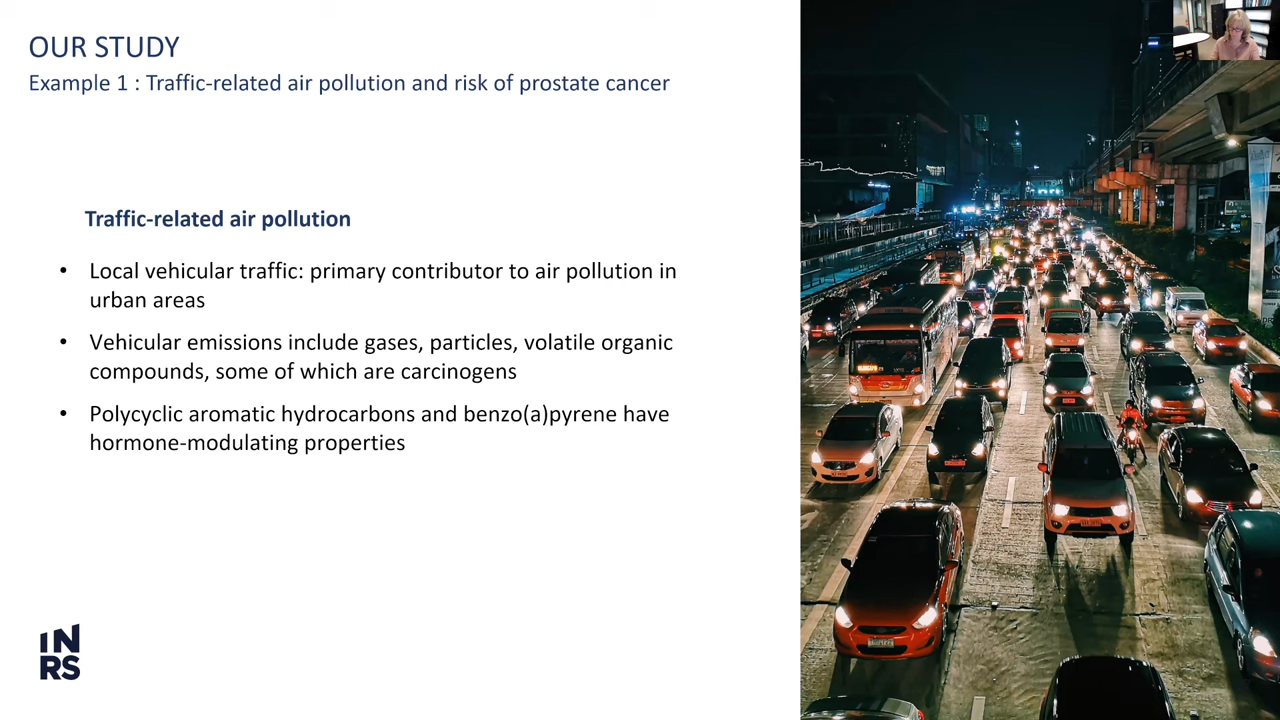 OUR STUDY
Example 1 : Traffic-related air pollution and risk of prostate cancer
Traffic-related air pollution
• Local vehicular traffic: primary contributor to air pollution in
urban areas
• Vehicular emissions include gases, particles, volatile organic
compounds, some of which are carcinogens
• Polycyclic aromatic hydrocarbons and benzo(a)pyrene have
hormone-modulating properties
IN
RS